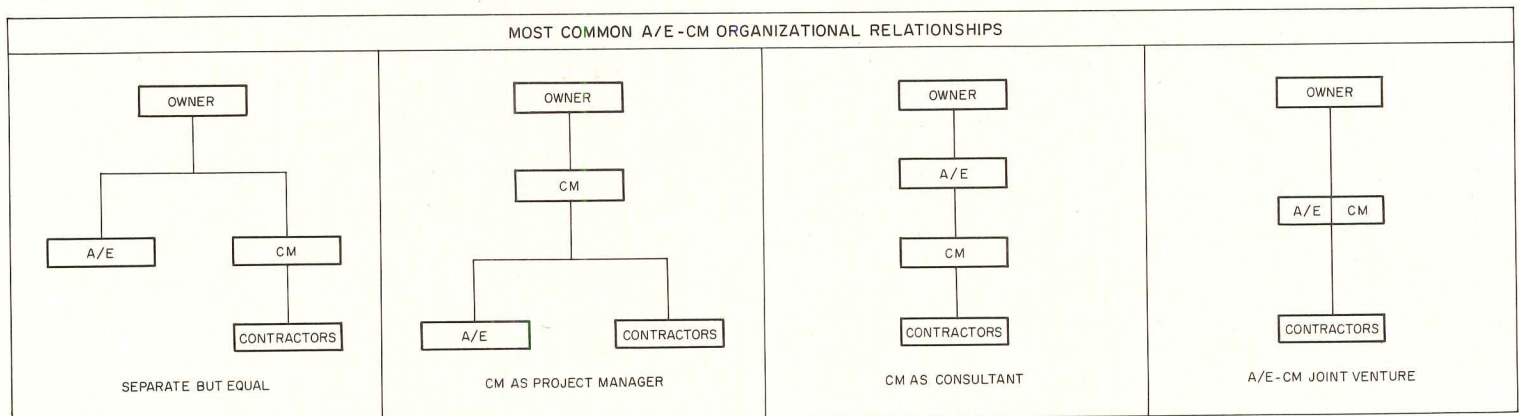 MOST COMMON A/E-CM ORGANIZATIONAL RELATIONSHIPS
OWNER
A/E
CM
CONTRACTORS
SEPARATE BUT EQUAL
OWNER
CM
A/E
CONTRACTORS
CM AS PROJECT MANAGER
OWNER
A/E
CM
CONTRACTORS
CM AS CONSULTANT
OWNER
A/E CM
CONTRACTORS
A/E-CM JOINT VENTURE